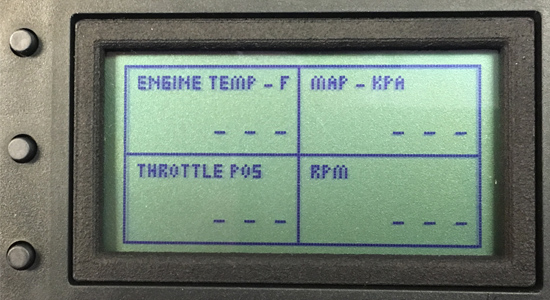 ENGINE TEMP - F
- - -
MAP - KPA
- - -
THROTTLE POS
- - -
RPM
- - -